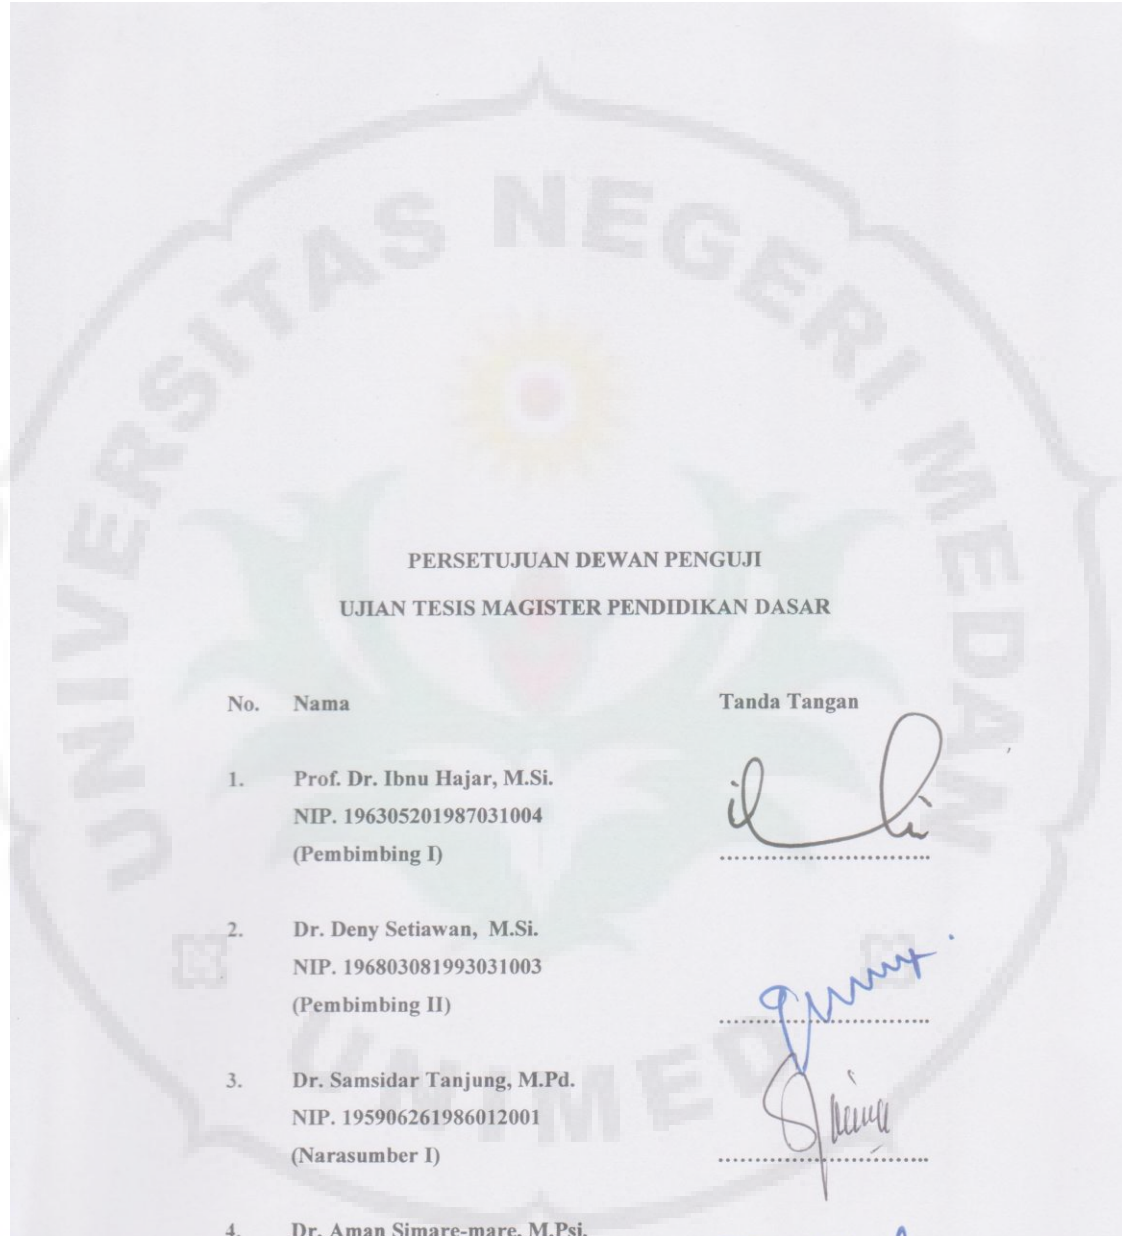 UNIVERSITAS NEGERI MEDAN
PERSETUJUAN DEWAN PENGUJI
UJIAN TESIS MAGISTER PENDIDIKAN DASAR
No. Nama Tanda Tangan
1. Prof. Dr. Ibnu Hajar, M.Si.
NIP. 196305201987031004
(Pembimbing I)
2. Dr. Deny Setiawan, M.Si.
NIP. 196803081993031003
(Pembimbing II)
3. Dr. Samsidar Tanjung, M.Pd.
NIP. 195906261986012001
(Narasumber I)
UNIMED
4. Dr. Aman Simare-mare, M.Psi.